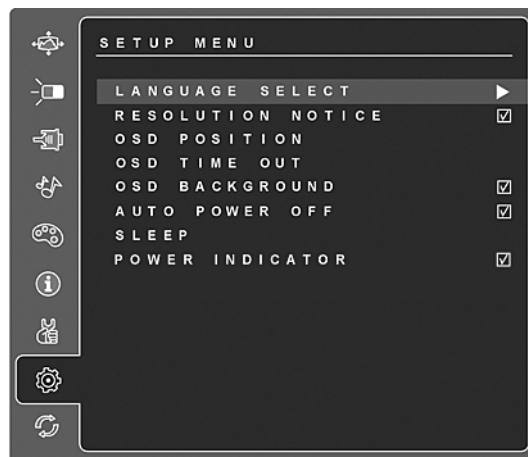 SETUP MENU
LANGUAGE SELECT
RESOLUTION NOTICE
OSD POSITION
OSD TIME OUT
OSD BACKGROUND
AUTO POWER OFF
SLEEP
POWER INDICATOR